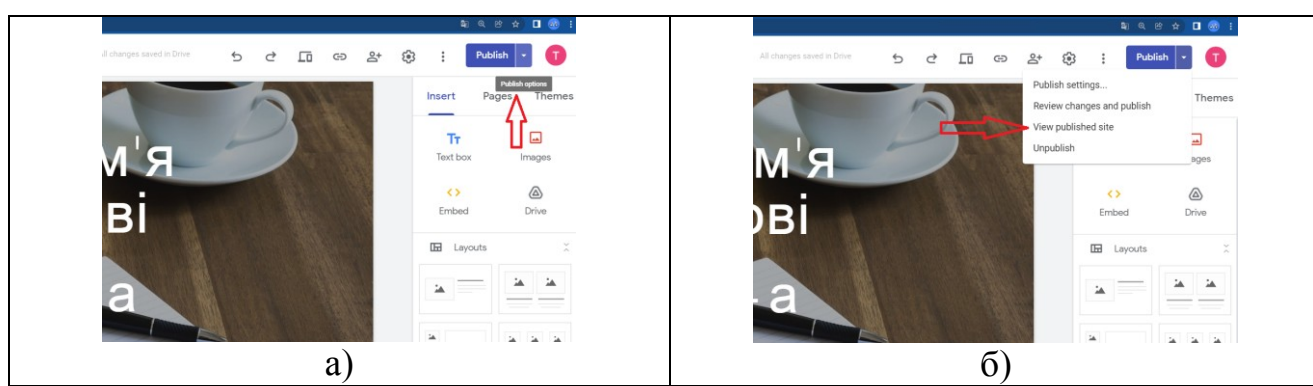 All changes saved in Drive
Publish
T
Publish options
Insert Pages Themes
Text box Images
Embed Drive
Layouts
м'я
ві
а
а)
All changes saved in Drive
Publish
T
Publish settings...
Review changes and publish
View published site
Unpublish
Themes
ages
Embed Drive
Layouts
м'я
ві
а
б)